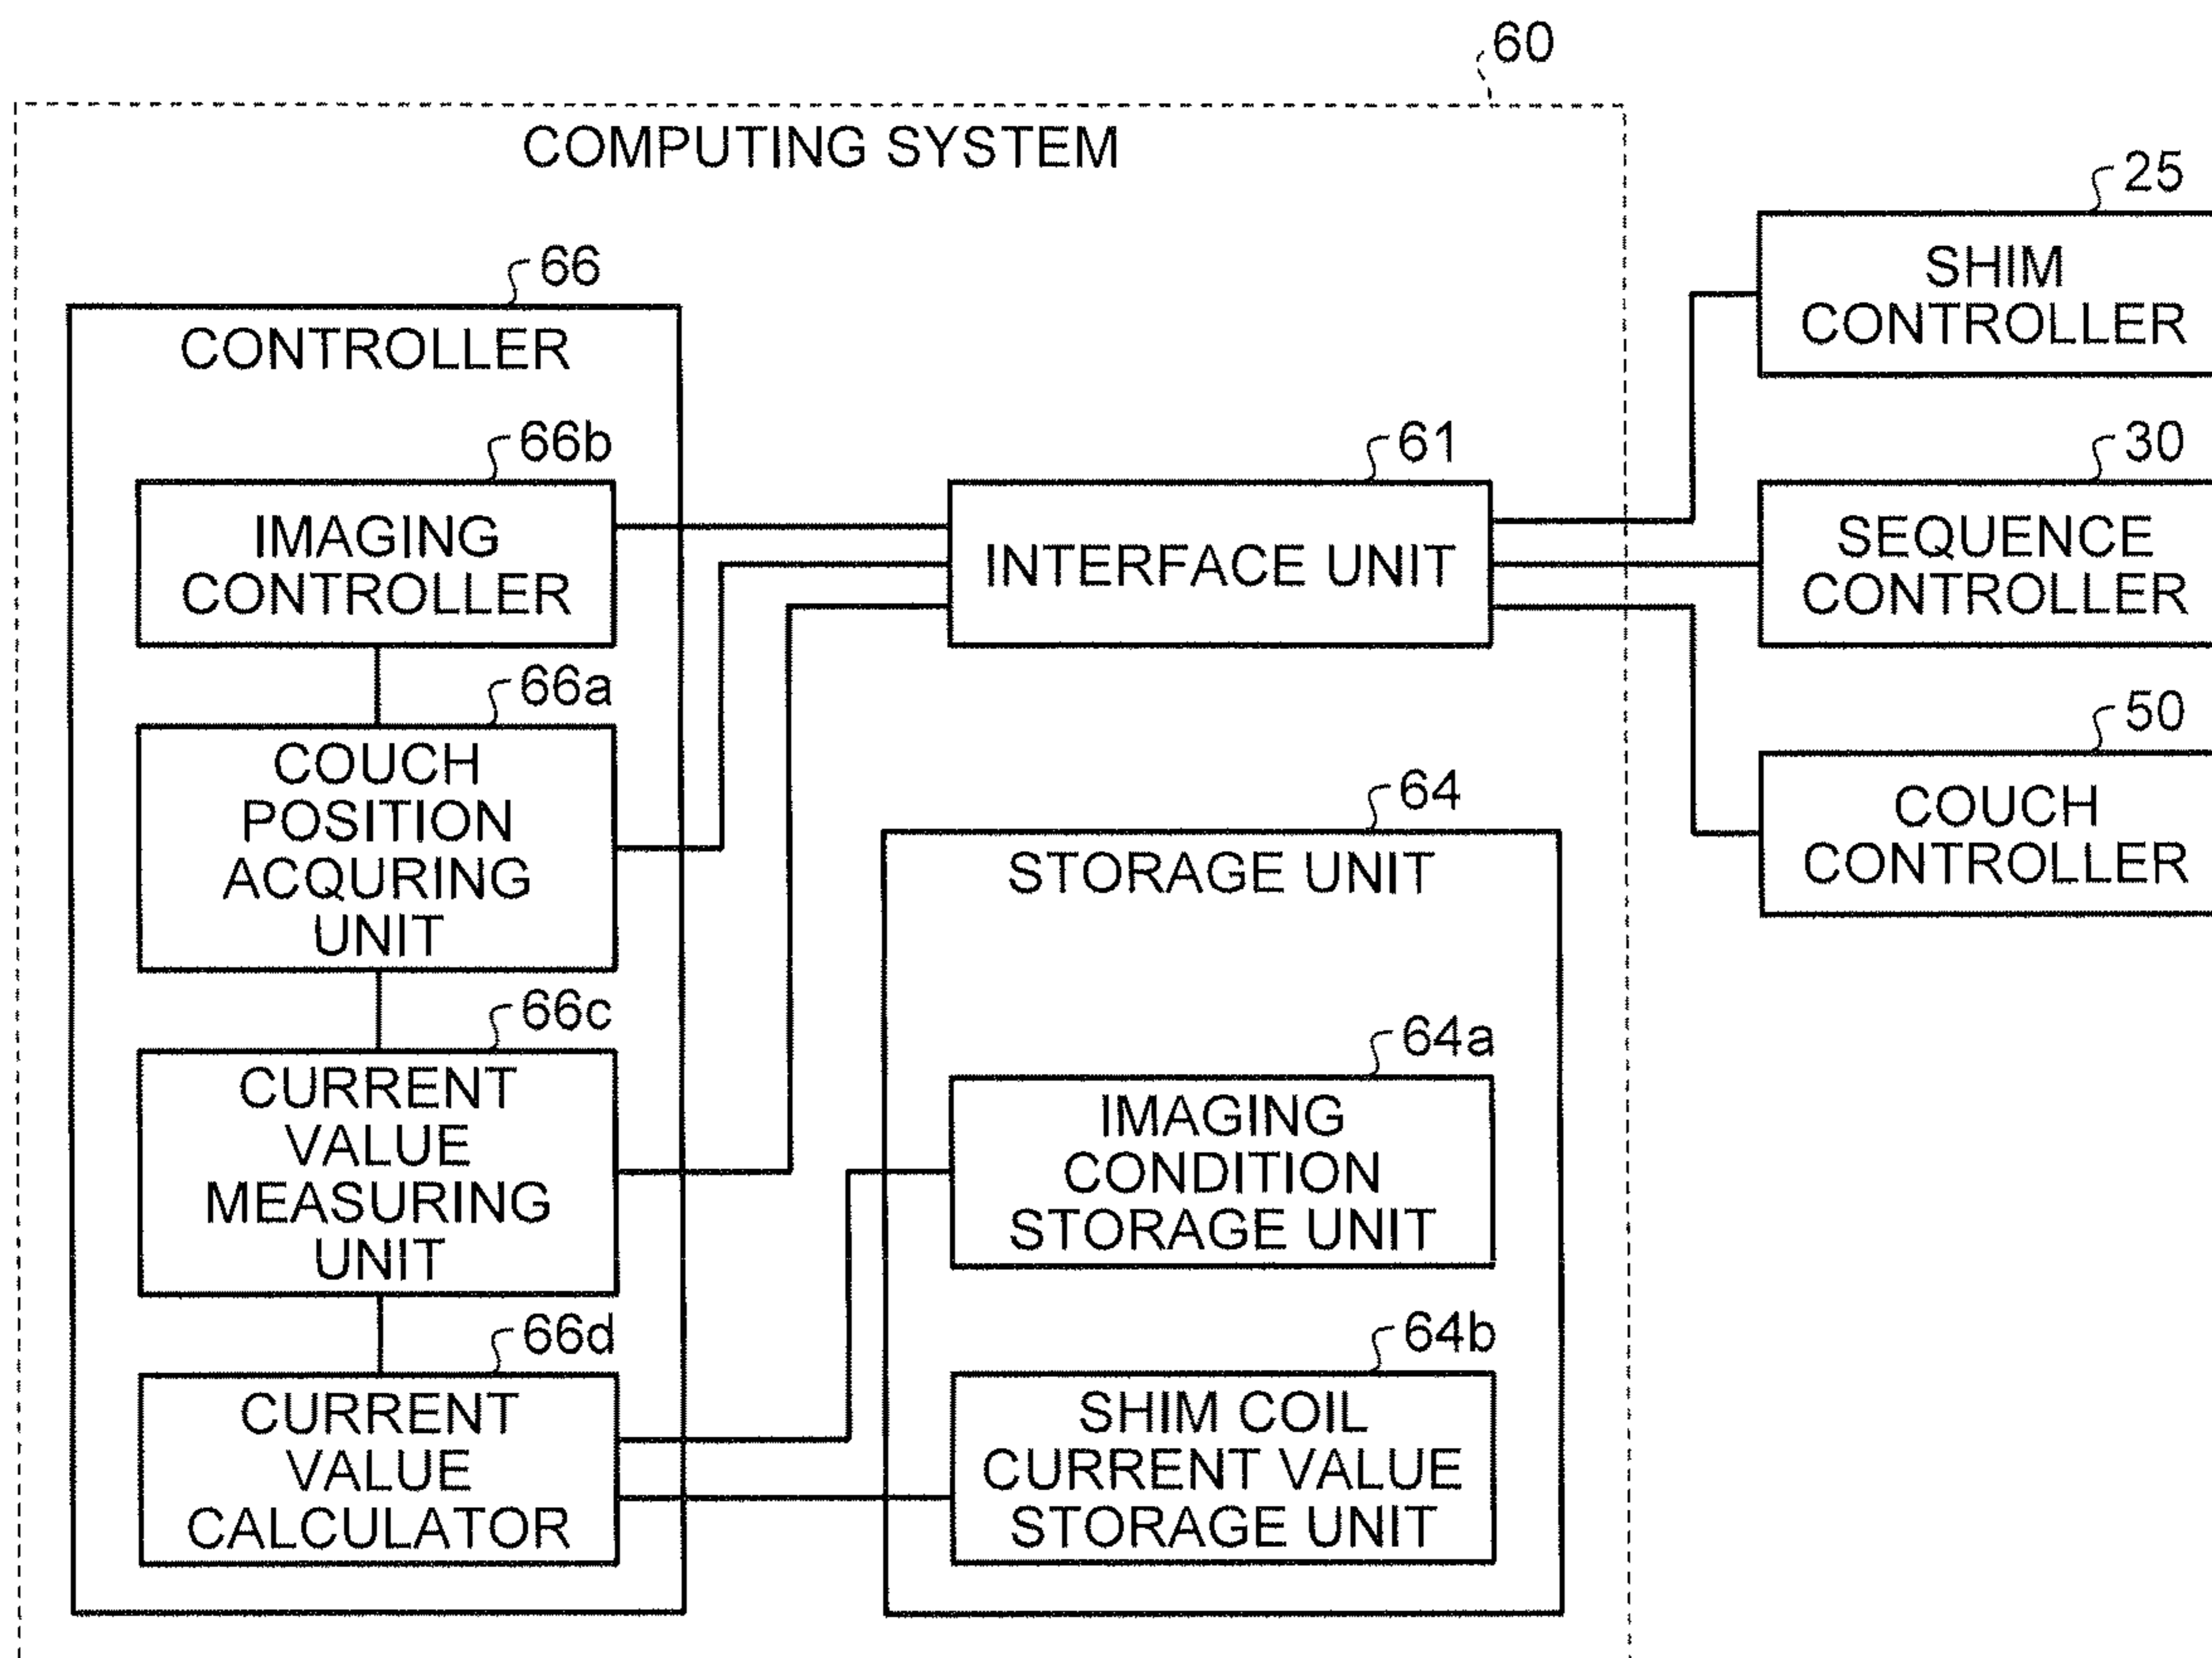 60
COMPUTING SYSTEM
25
SHIM
CONTROLLER
66
CONTROLLER
66b
IMAGING
CONTROLLER
61
INTERFACE UNIT
30
SEQUENCE
CONTROLLER
66a
COUCH
POSITION
ACQURING
UNIT
50
COUCH
CONTROLLER
64
STORAGE UNIT
66c
CURRENT
VALUE
MEASURING
UNIT
64a
IMAGING
CONDITION
STORAGE UNIT
66d
CURRENT
VALUE
CALCULATOR
64b
SHIM COIL
CURRENT VALUE
STORAGE UNIT